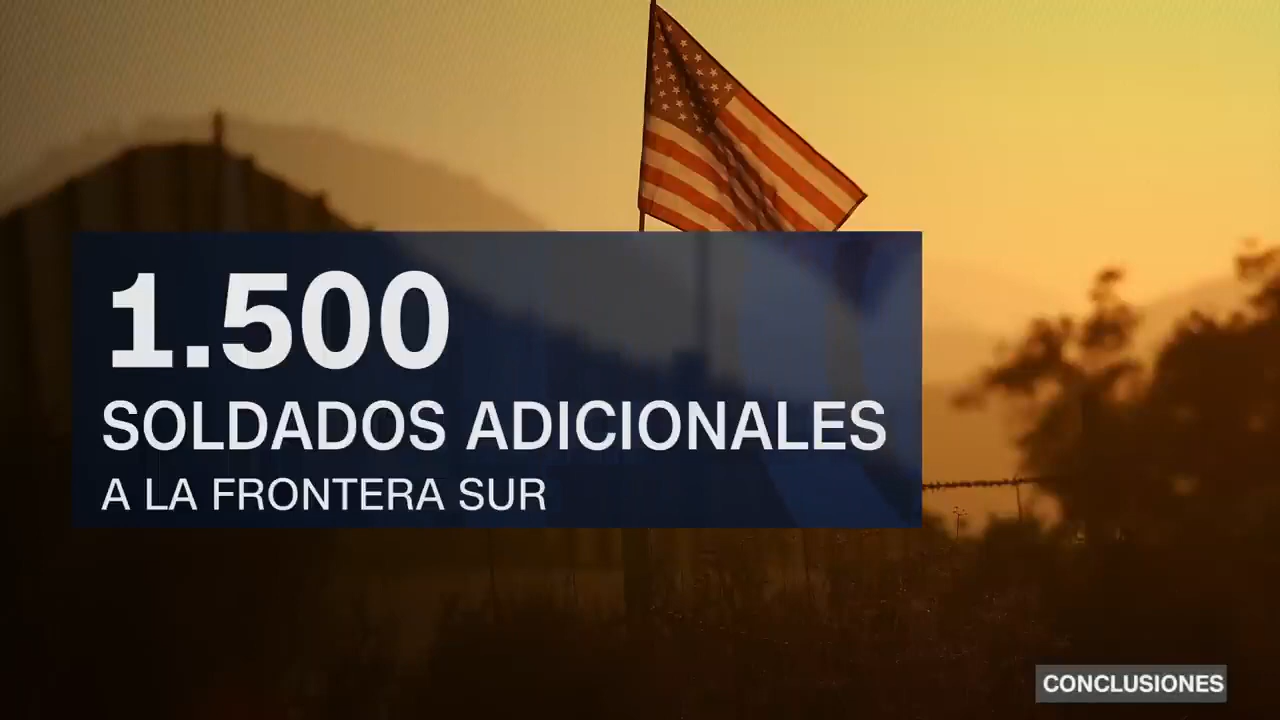 1.500
SOLDADOS ADICIONALES
A LA FRONTERA SUR
CONCLUSIONES